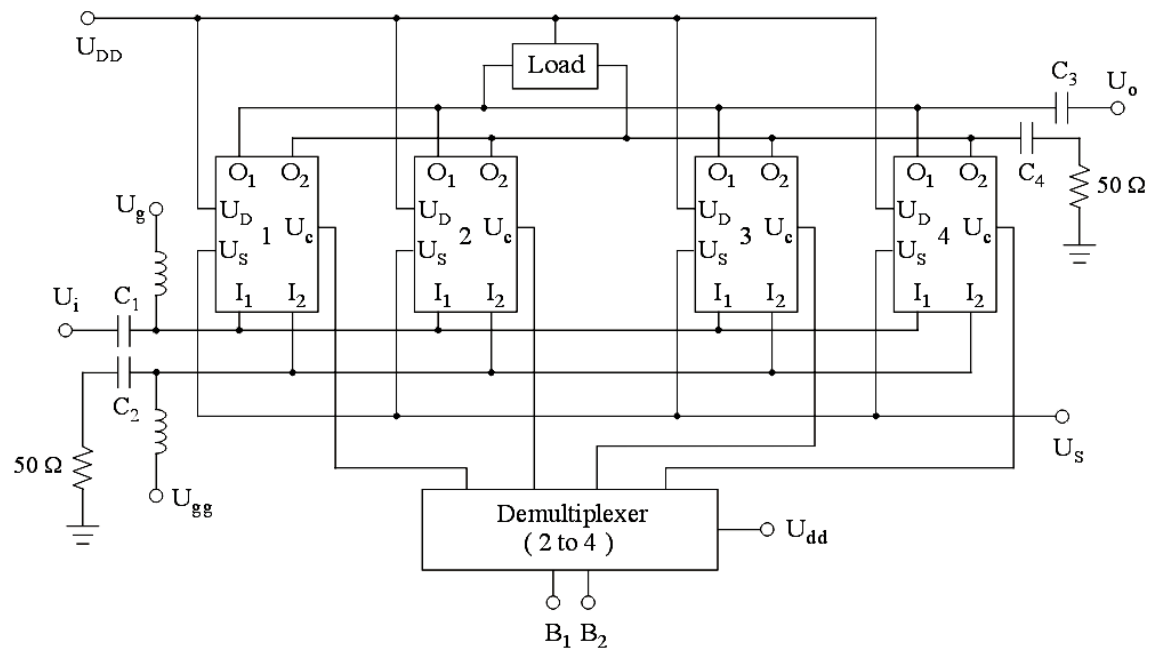 U_DD
Load
C_3
U_o
O_1 O_2
O_1 O_2
O_1 O_2
O_1 O_2
C_4
50 Ω
U_g
U_D
1
U_c
U_S
I_1 I_2
U_D
2
U_c
U_S
I_1 I_2
U_D
3
U_c
U_S
I_1 I_2
U_D
4
U_c
U_S
I_1 I_2
U_i
C_1
C_2
50 Ω
U_gg
U_S
Demultiplexer
( 2 to 4 )
U_dd
B_1 B_2